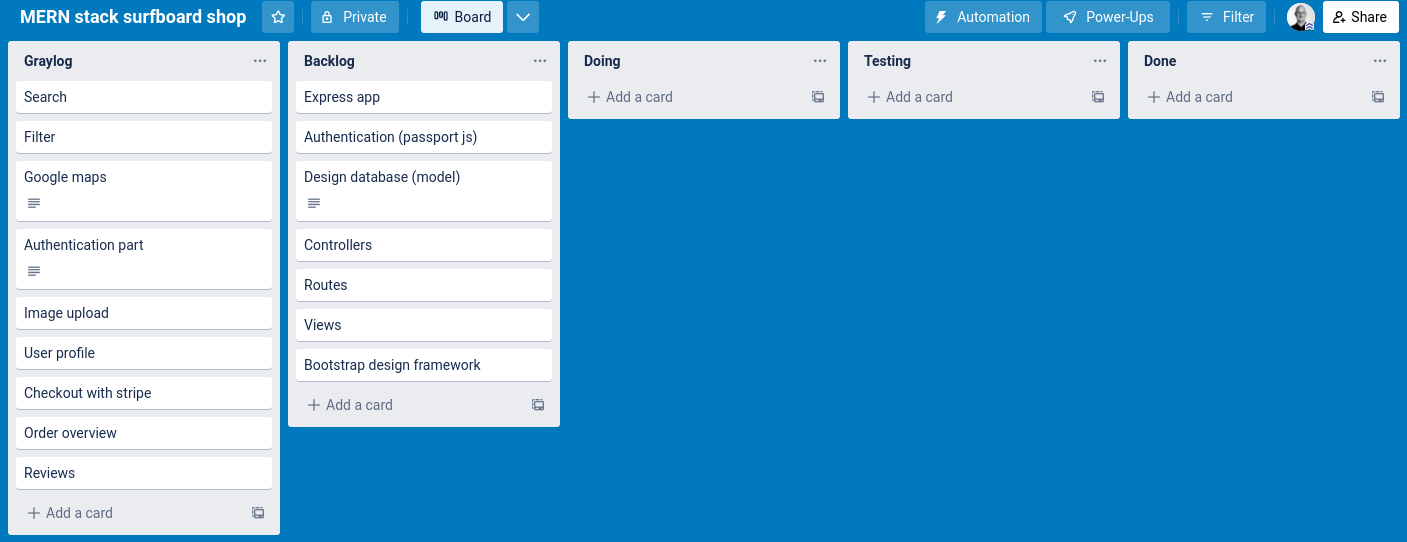 MERN stack surfboard shop
Private
Board
Automation
Power-Ups
Filter
Share
Graylog
Search
Filter
Google maps
Authentication part
Image upload
User profile
Checkout with stripe
Order overview
Reviews
Add a card
Backlog
Express app
Authentication (passport js)
Design database (model)
Controllers
Routes
Views
Bootstrap design framework
Add a card
Doing
Add a card
Testing
Add a card
Done
Add a card